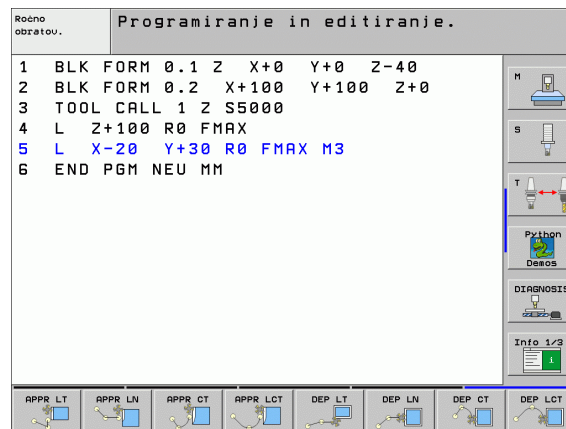 Ročno
obratov.
Programiranje in editiranje.
1 BLK FORM 0.1 Z X+0 Y+0 Z-40
2 BLK FORM 0.2 X+100 Y+100 Z+0
3 TOOL CALL 1 Z S5000
4 L Z+100 R0 FMAX
5 L X-20 Y+30 R0 FMAX M3
6 END PGM NEU MM
M
S
T
Python
Demos
DIAGNOSIS
Info 1/3
APPR LT APPR LN APPR CT APPR LCT DEP LT DEP LN DEP CT DEP LCT